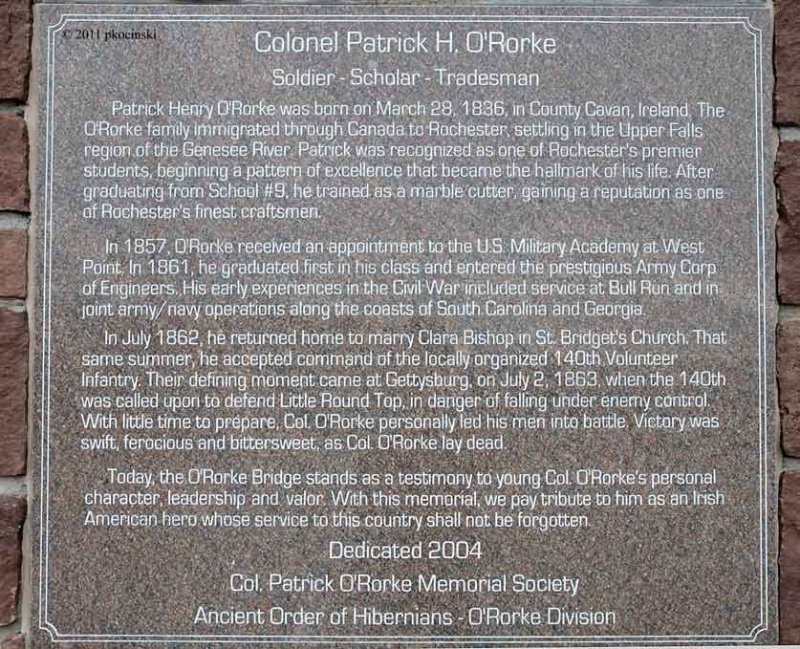 © 2011 pkocinski
Colonel Patrick H. O'Rorke
Soldier - Scholar - Tradesman
Patrick Henry O'Rorke was born on March 28, 1836, in County Cavan, Ireland. The
O'Rorke family immigrated through Canada to Rochester, settling in the Upper Falls
region of the Genesee River. Patrick was recognized as one of Rochester's premier
students, beginning a pattern of excellence that became the hallmark of his life. After
graduating from School #9, he trained as a marble cutter, gaining a reputation as one
of Rochester's finest craftsmen.
In 1857, O'Rorke received an appointment to the U.S. Military Academy at West
Point. In 1861, he graduated first in his class and entered the prestigious Army Corp
of Engineers. His early experiences in the Civil War included service at Bull Run and in
joint army/navy operations along the coasts of South Carolina and Georgia.
In July 1862, he returned home to marry Clara Bishop in St. Bridget's Church. That
same summer, he accepted command of the locally organized 140th Volunteer
Infantry. Their defining moment came at Gettysburg, on July 2, 1863, when the 140th
was called upon to defend Little Round Top, in danger of falling under enemy control.
With little time to prepare, Col. O'Rorke personally led his men into battle. Victory was
swift, ferocious and bittersweet, as Col. O'Rorke lay dead.
Today, the O'Rorke Bridge stands as a testimony to young Col. O'Rorke's personal
character, leadership and valor. With this memorial, we pay tribute to him as an Irish
American hero whose service to this country shall not be forgotten.
Dedicated 2004
Col. Patrick O'Rorke Memorial Society
Ancient Order of Hibernians - O'Rorke Division